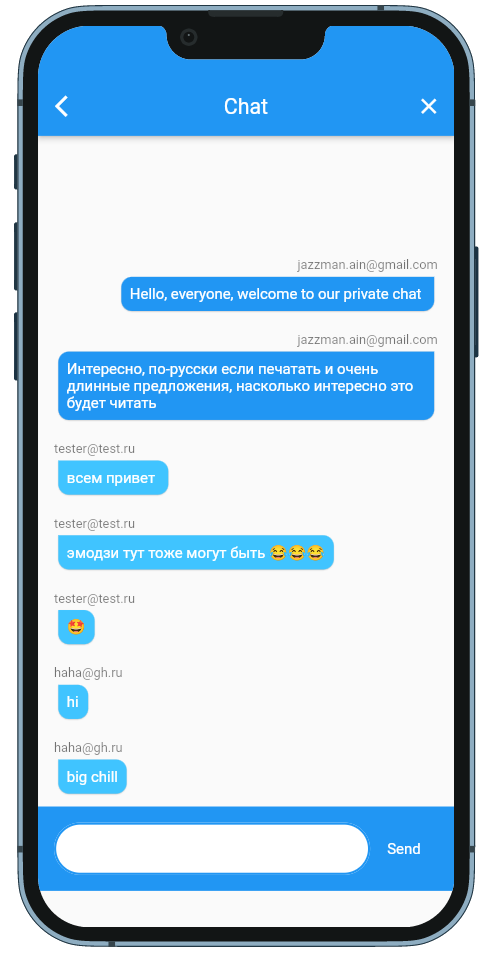 Chat
jazzman.ain@gmail.com
Hello, everyone, welcome to our private chat
jazzman.ain@gmail.com
Интересно, по-русски если печатать и очень
длинные предложения, насколько интересно это
будет читать
tester@test.ru
всем привет
tester@test.ru
эмодзи тут тоже могут быть 😂😂😂
tester@test.ru
🤩
haha@gh.ru
hi
haha@gh.ru
big chill
Send